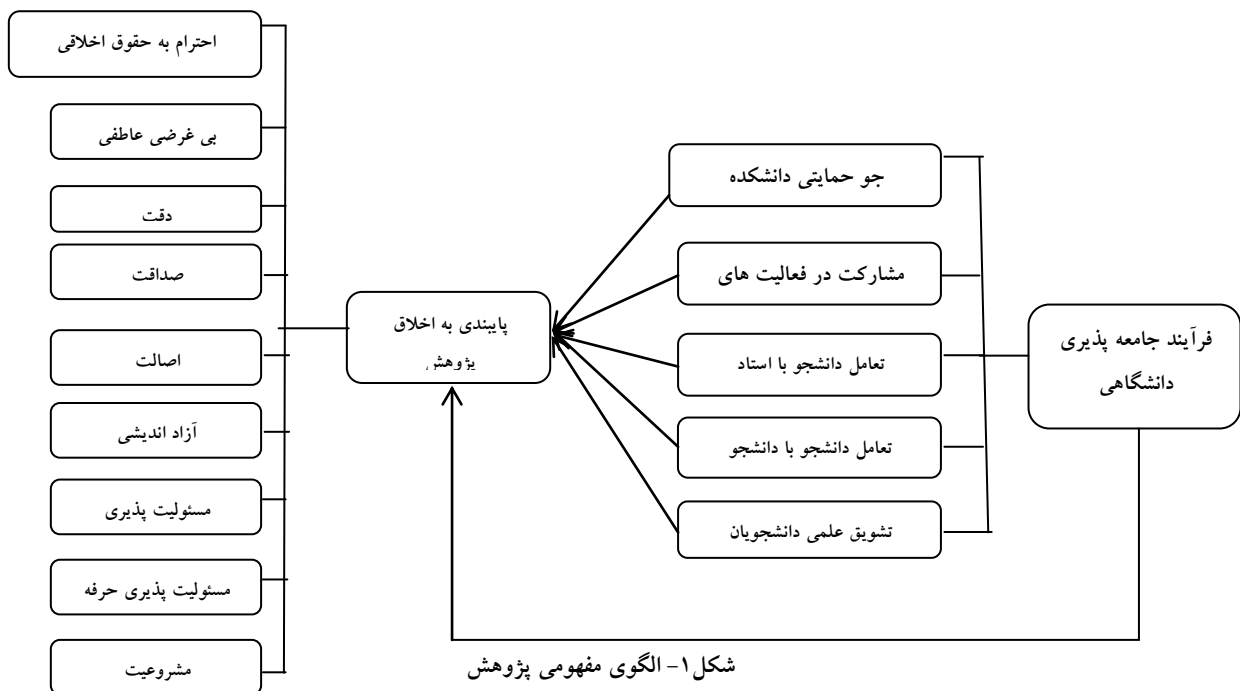 فرآیند جامعه پذیری
دانشگاهی
جو حمایتی دانشکده
مشارکت در فعالیت های
تعامل دانشجو با استاد
تعامل دانشجو با دانشجو
تشویق علمی دانشجویان
پایبندی به اخلاق
پژوهش
احترام به حقوق اخلاقی
بی غرضی عاطفی
دقت
صداقت
اصالت
آزاد اندیشی
مسئولیت پذیری
مسئولیت پذیری حرفه
مشروعیت
شکل۱- الگوی مفهومی پژوهش